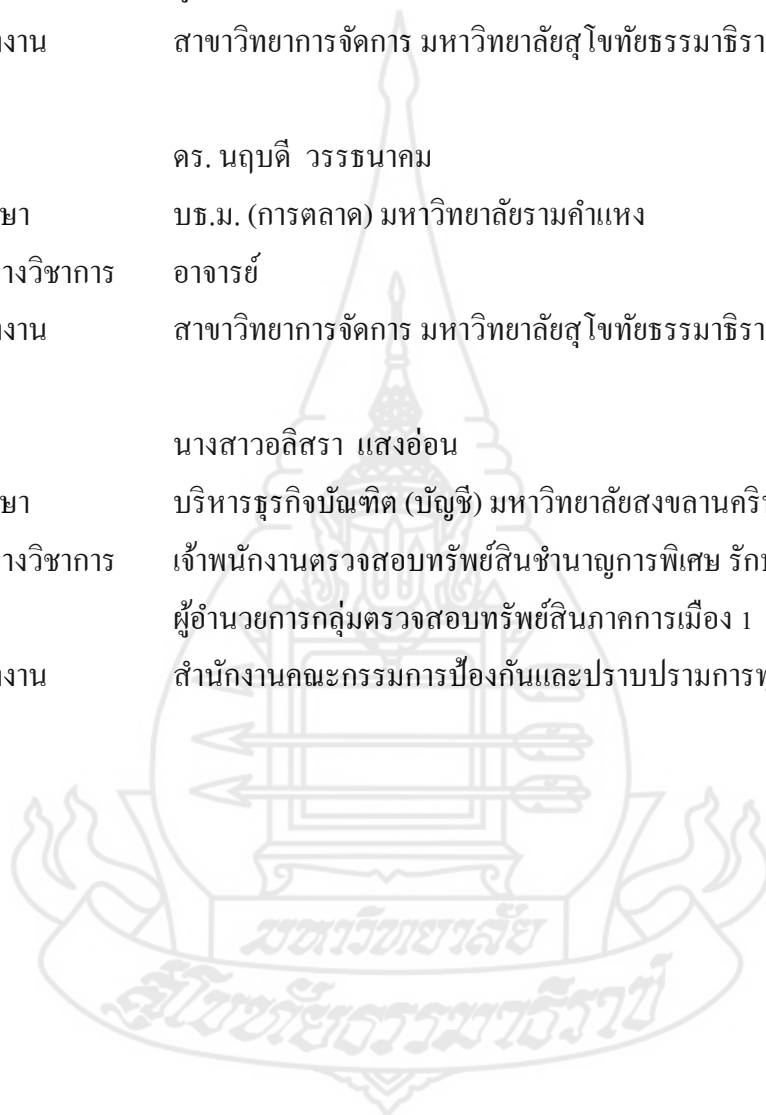 งาน สาขาวิทยาการจัดการ มหาวิทยาลัยสุโขทัยธรรมาธิรา
ดร. นฤบดี วรรธนาคม
ษา บธ.ม. (การตลาด) มหาวิทยาลัยรามคำแหง
างวิชาการ อาจารย์
งาน สาขาวิทยาการจัดการ มหาวิทยาลัยสุโขทัยธรรมาธิรา
นางสาวอลิสรา แสงอ่อน
ษา บริหารธุรกิจบัณฑิต (บัญชี) มหาวิทยาลัยสงขลานคริ
างวิชาการ เจ้าพนักงานตรวจสอบทรัพย์สินชำนาญการพิเศษ รัก
ผู้อำนวยการกลุ่มตรวจสอบทรัพย์สินภาคการเมือง 1
งาน สำนักงานคณะกรรมการป้องกันและปราบปรามการ
มหาวิทยาลัย
สุโขทัยธรรมาธิราช